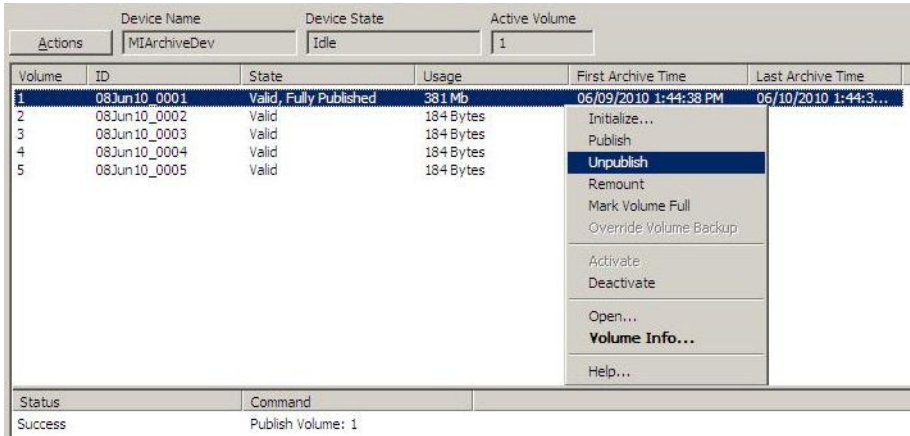 Device Name Device State Active Volume
Actions MIArchiveDev Idle 1
Volume ID State Usage First Archive Time Last Archive Time
1 08Jun10_0001 Valid, Fully Published 381 Mb 06/09/2010 1:44:38 PM 06/10/2010 1:44:3...
2 08Jun10_0002 Valid 184 Bytes
3 08Jun10_0003 Valid 184 Bytes
4 08Jun10_0004 Valid 184 Bytes
5 08Jun10_0005 Valid 184 Bytes
Initialize...
Publish
Unpublish
Remount
Mark Volume Full
Override Volume Backup
Activate
Deactivate
Open...
Volume Info...
Help...
Status Command
Success Publish Volume: 1